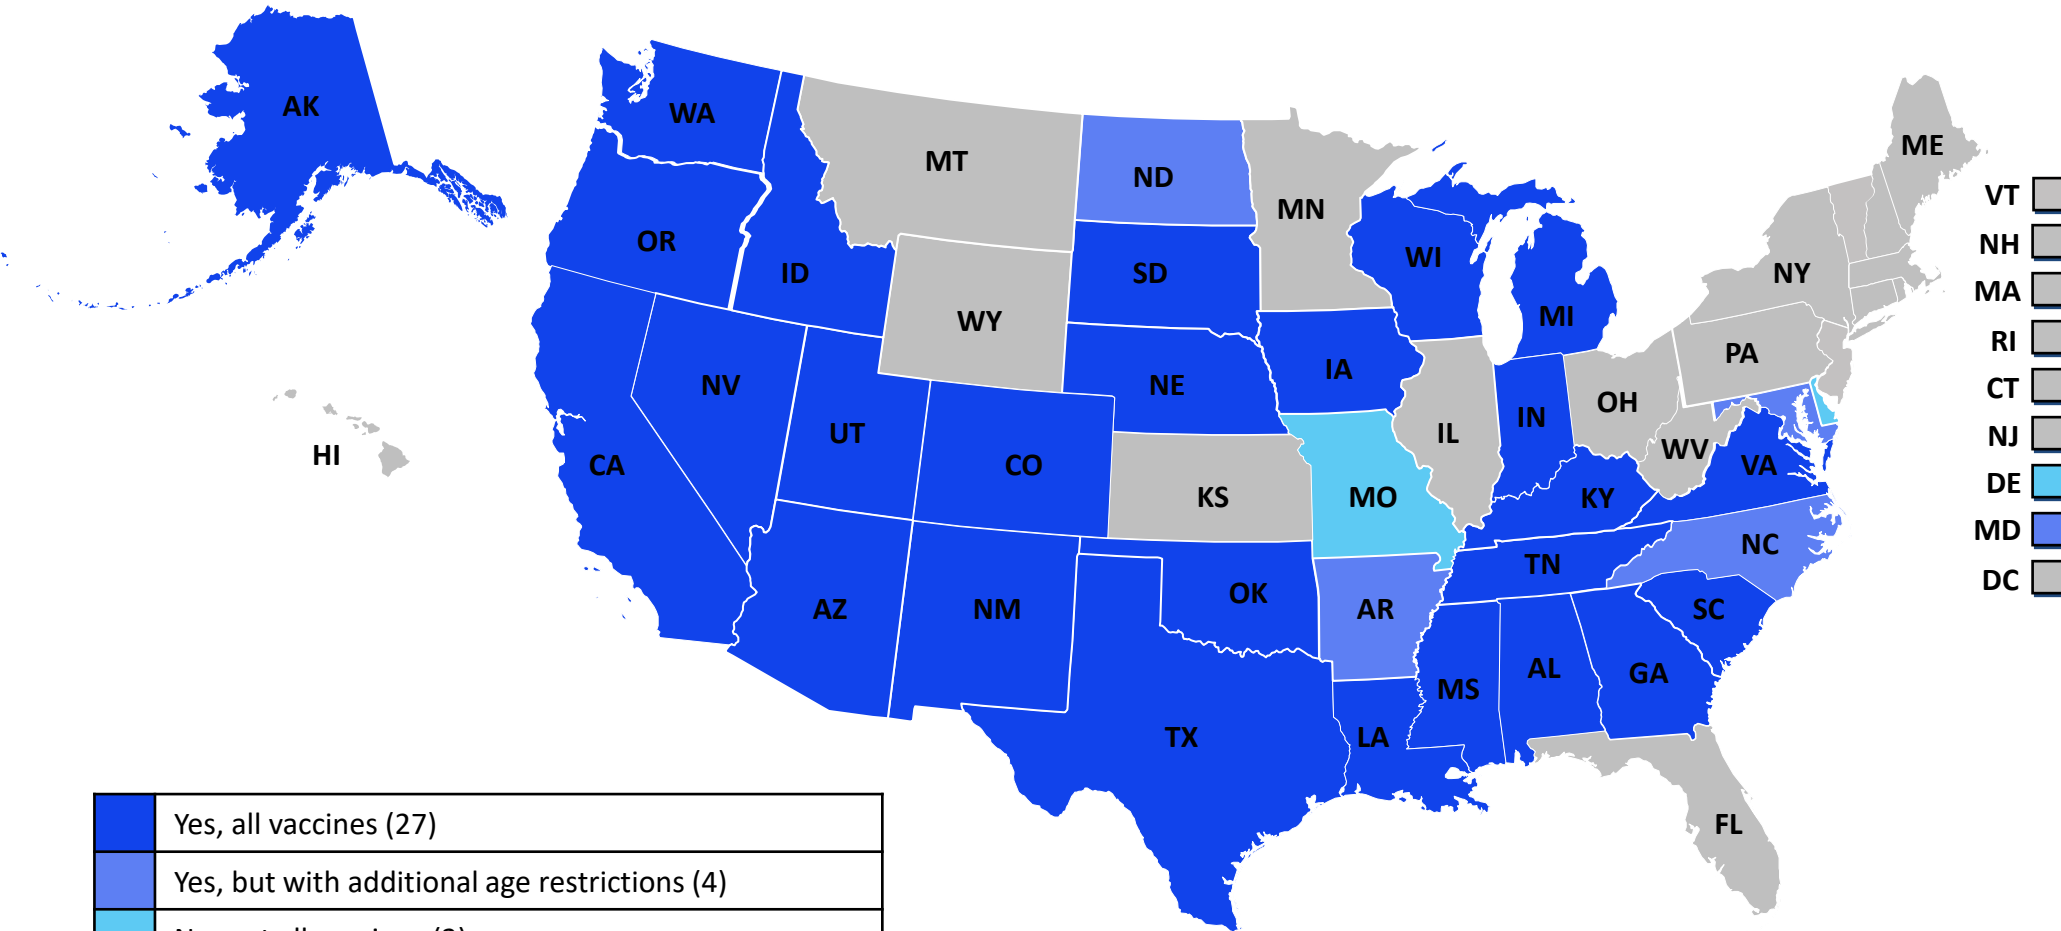 AK
WA
MT
ND
MN
ME
VT
NH
OR
ID
SD
WI
NY
MA
WY
MI
RI
PA
NV
NE
IA
CT
OH
IN
UT
IL
NJ
HI
CA
CO
WV
VA
KS
MO
KY
DE
NC
MD
TN
DC
AZ
NM
OK
AR
SC
MS
AL
GA
TX
LA
FL
Yes, all vaccines (27)
Yes, but with additional age restrictions (4)